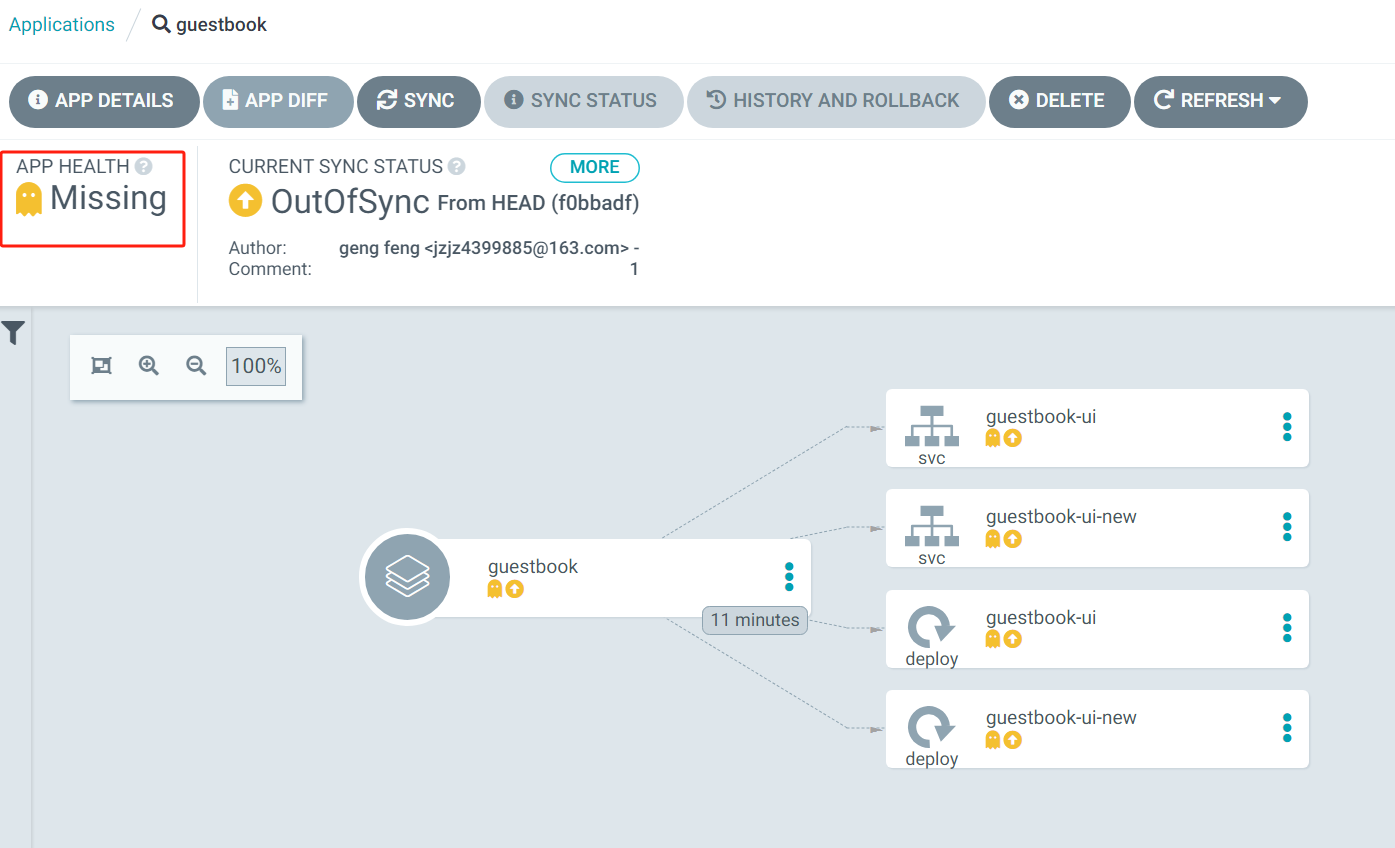 Applications / guestbook
APP DETAILS APP DIFF SYNC SYNC STATUS HISTORY AND ROLLBACK DELETE REFRESH
APP HEALTH
Missing
CURRENT SYNC STATUS MORE
OutOfSync From HEAD (f0bbadf)
Author: geng feng <jzjz4399885@163.com> -
Comment: 1
100%
guestbook-ui
svc
guestbook-ui-new
svc
guestbook
11 minutes
guestbook-ui
deploy
guestbook-ui-new
deploy